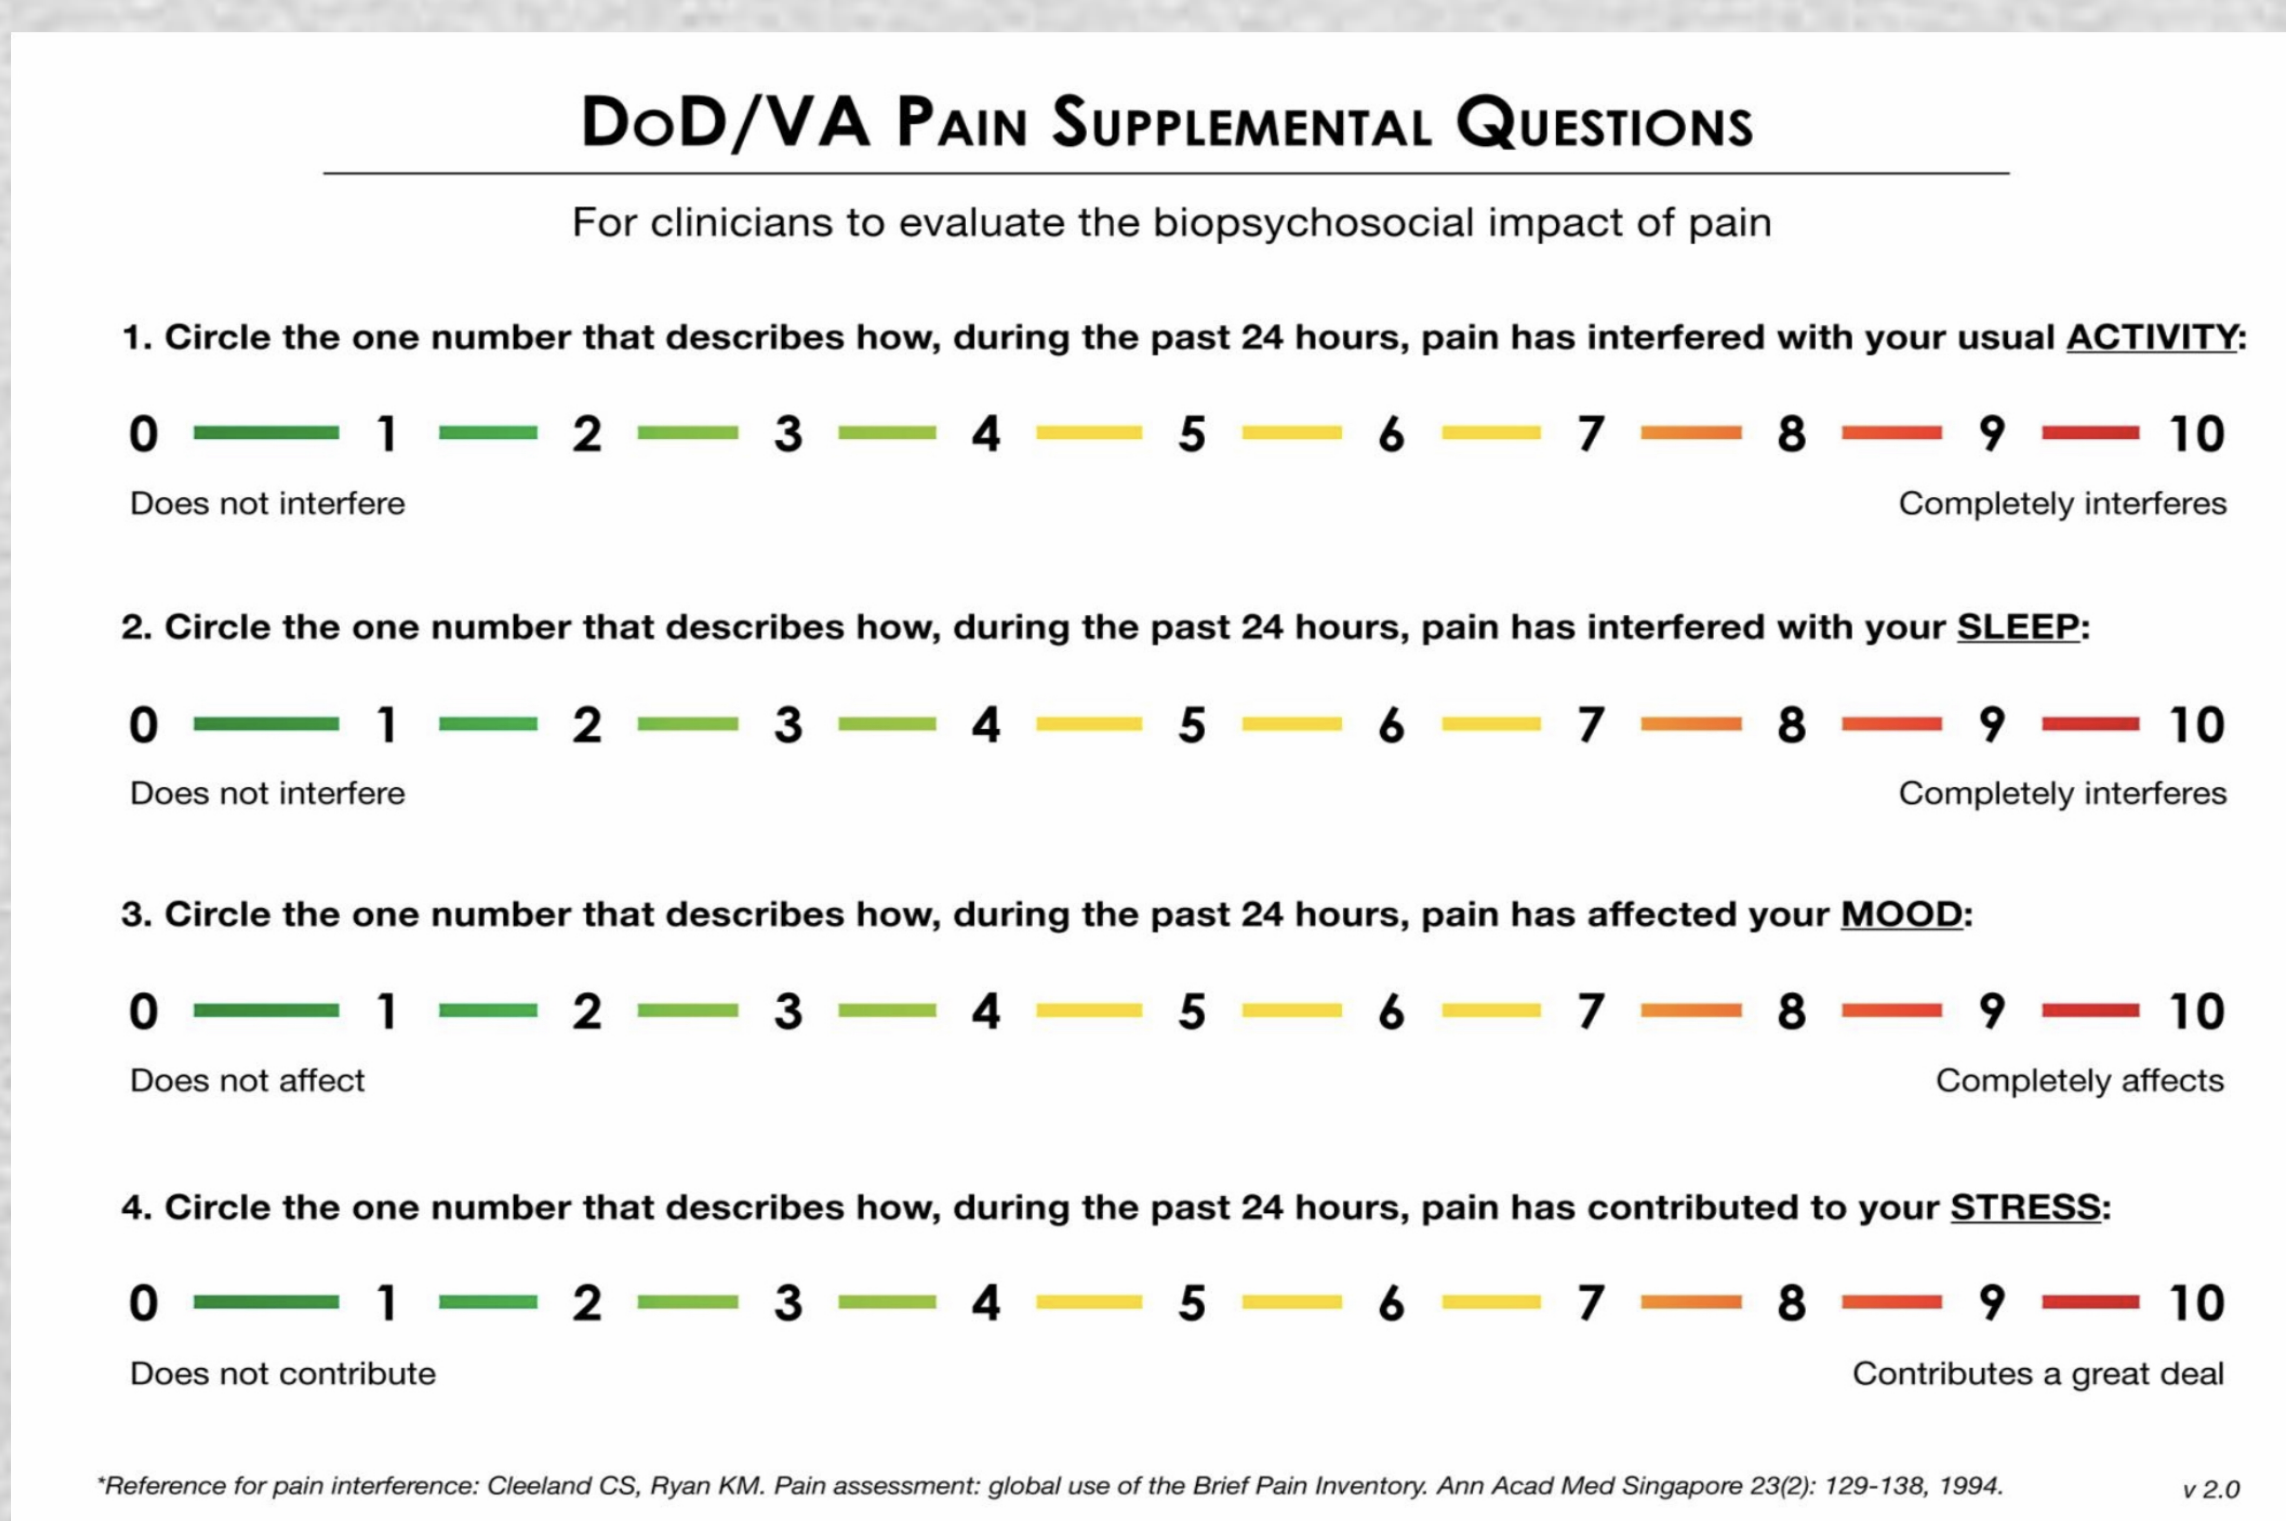 DoD/VA Pain Supplemental Questions
For clinicians to evaluate the biopsychosocial impact of pain
1. Circle the one number that describes how, during the past 24 hours, pain has interfered with your usual ACTIVITY:
0 1 2 3 4 5 6 7 8 9 10
Does not interfere Completely interferes
2. Circle the one number that describes how, during the past 24 hours, pain has interfered with your SLEEP:
0 1 2 3 4 5 6 7 8 9 10
Does not interfere Completely interferes
3. Circle the one number that describes how, during the past 24 hours, pain has affected your MOOD:
0 1 2 3 4 5 6 7 8 9 10
Does not affect Completely affects
4. Circle the one number that describes how, during the past 24 hours, pain has contributed to your STRESS:
0 1 2 3 4 5 6 7 8 9 10
Does not contribute Contributes a great deal
*Reference for pain interference: Cleeland CS, Ryan KM. Pain assessment: global use of the Brief Pain Inventory. Ann Acad Med Singapore 23(2): 129-138, 1994. v 2.0